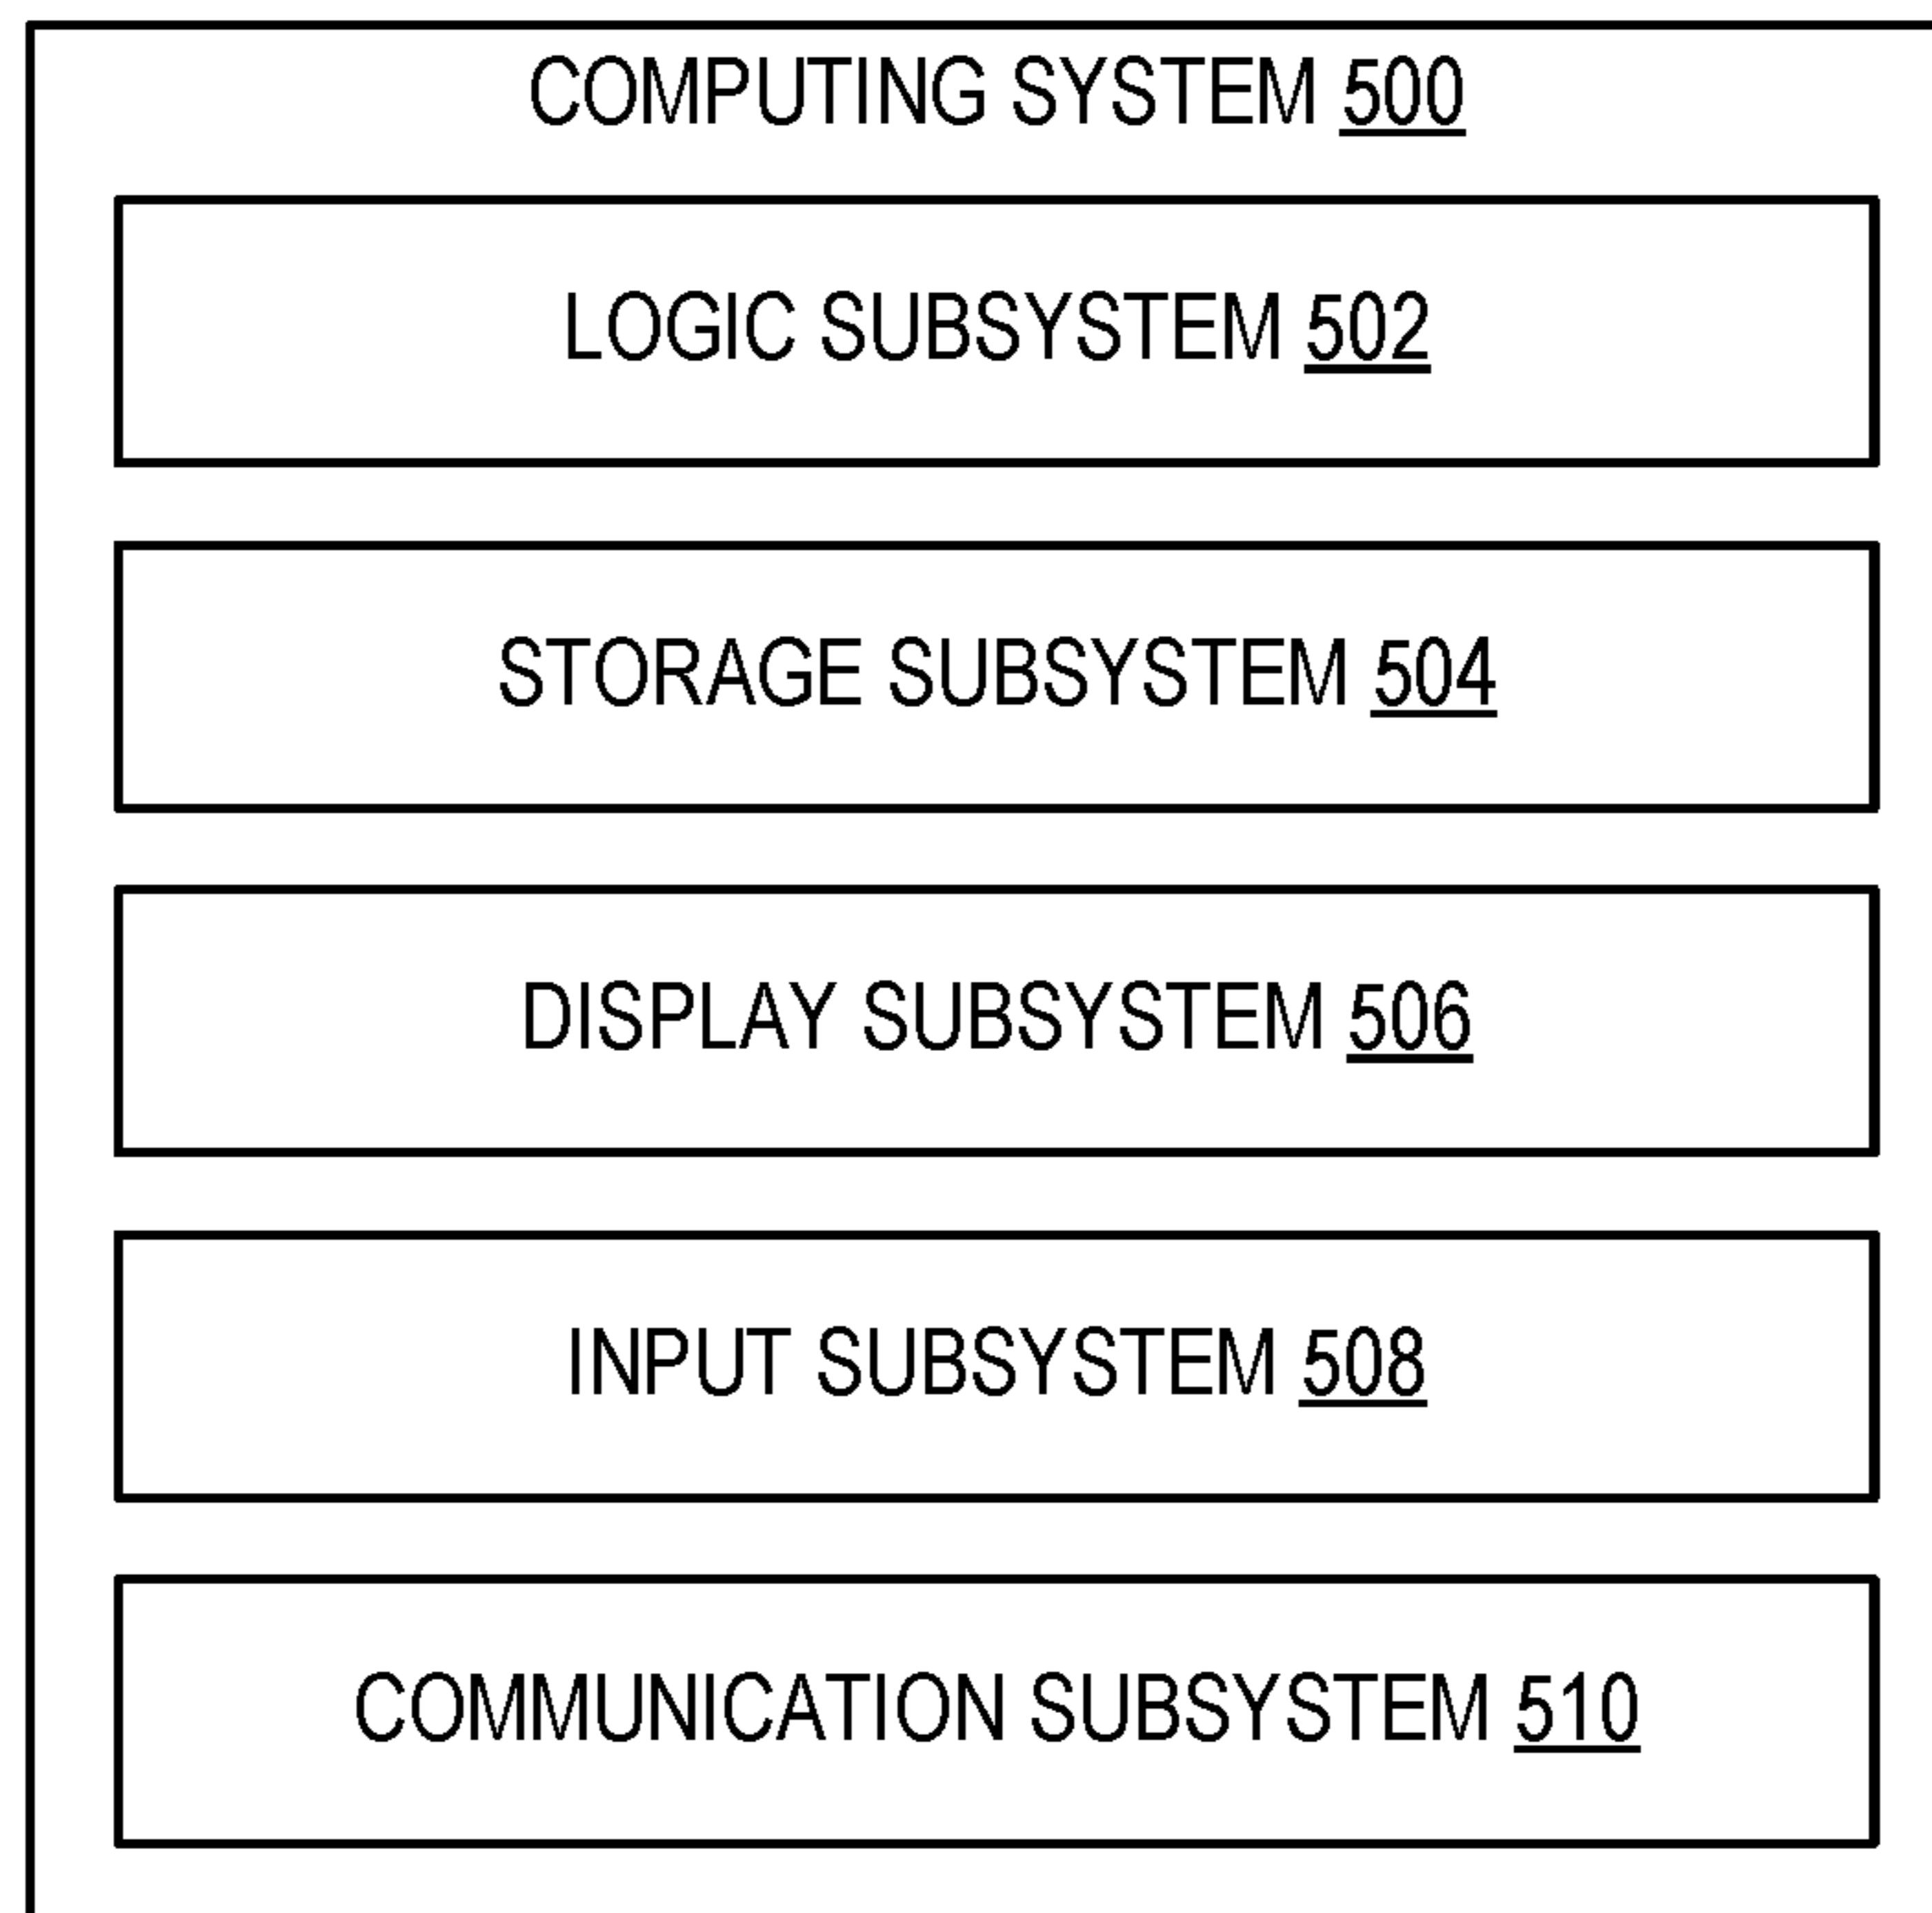 COMPUTING SYSTEM 500
LOGIC SUBSYSTEM 502
STORAGE SUBSYSTEM 504
DISPLAY SUBSYSTEM 506
INPUT SUBSYSTEM 508
COMMUNICATION SUBSYSTEM 510